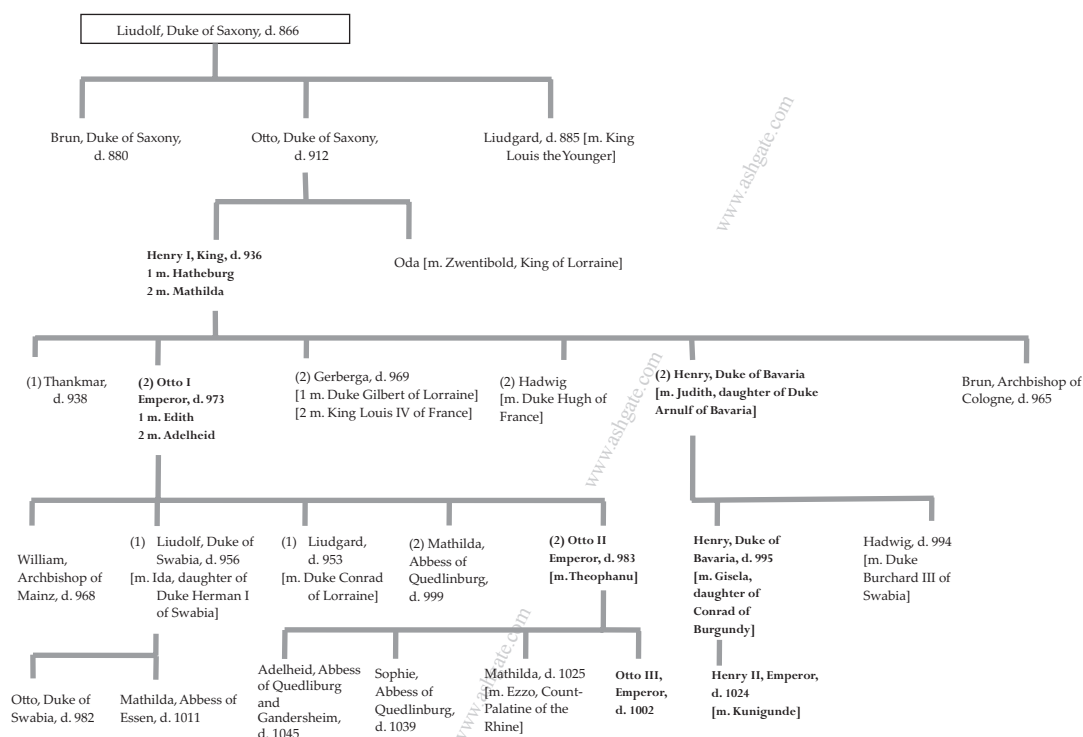 Liudolf, Duke of Saxony, d. 866
Brun, Duke of Saxony,
d. 880
Otto, Duke of Saxony,
d. 912
Liudgard, d. 885 [m. King
Louis the Younger]
Henry I, King, d. 936
1 m. Hatheburg
2 m. Mathilda
Oda [m. Zwentibold, King of Lorraine]
(1) Thankmar,
d. 938
(2) Otto I
Emperor, d. 973
1 m. Edith
2 m. Adelheid
(2) Gerberga, d. 969
[1 m. Duke Gilbert of Lorraine]
[2 m. King Louis IV of France]
(2) Hadwig
[m. Duke Hugh of
France]
(2) Henry, Duke of Bavaria
[m. Judith, daughter of Duke
Arnulf of Bavaria]
Brun, Archbishop of
Cologne, d. 965
William,
Archbishop of
Mainz, d. 968
(1) Liudolf, Duke of
Swabia, d. 956
[m. Ida, daughter of
Duke Herman I
of Swabia]
(1) Liudgard,
d. 953
[m. Duke Conrad
of Lorraine]
(2) Mathilda,
Abbess of
Quedlinburg,
d. 999
(2) Otto II
Emperor, d. 983
[m. Theophanu]
Henry, Duke of
Bavaria, d. 995
[m. Gisela,
daughter of
Conrad of
Burgundy]
Hadwig, d. 994
[m. Duke
Burchard III of
Swabia]
Otto, Duke of
Swabia, d. 982
Mathilda, Abbess of
Essen, d. 1011
Adelheid, Abbess
of Quedliburg
and
Gandersheim,
d. 1045
Sophie,
Abbess of
Quedlinburg,
d. 1039
Mathilda, d. 1025
[m. Ezzo, Count-
Palatine of the
Rhine]
Otto III,
Emperor,
d. 1002
Henry II, Emperor,
d. 1024
[m. Kunigunde]
www.ashgate.com
www.ashgate.com
www.ashgate.com